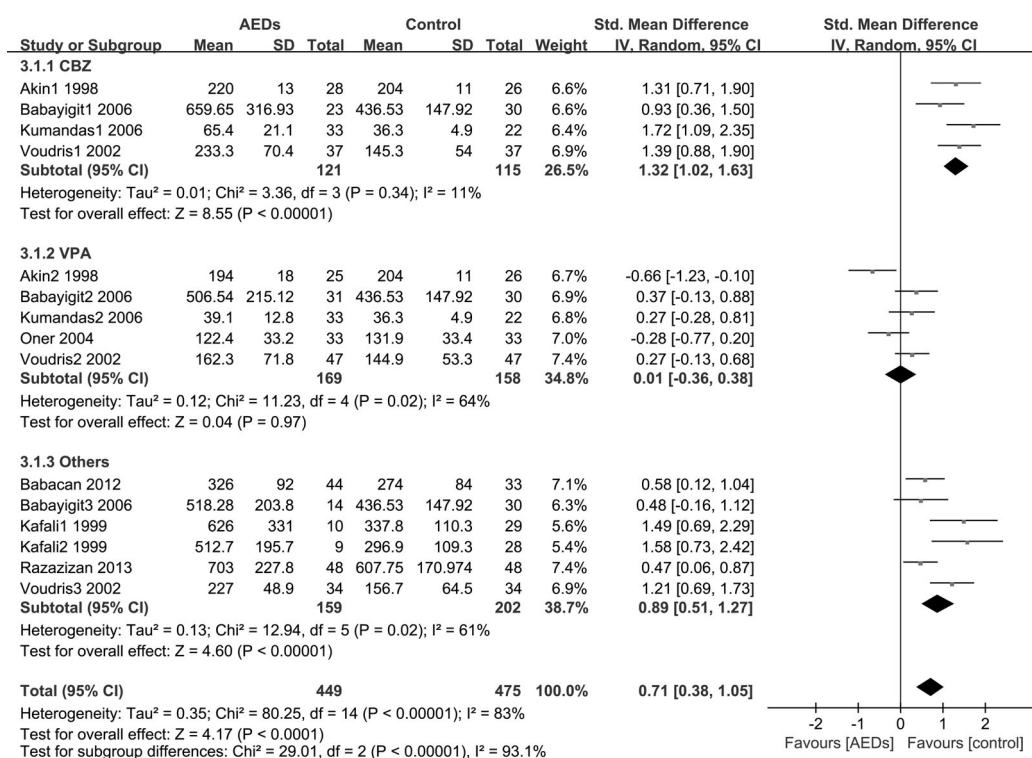 AEDs Control Std. Mean Difference Std. Mean Difference
Study or Subgroup Mean SD Total Mean SD Total Weight IV, Random, 95% CI IV, Random, 95% CI
3.1.1 CBZ
Akin1 1998 220 13 28 204 11 26 6.6% 1.31 [0.71, 1.90]
Babayigit1 2006 659.65 316.93 23 436.53 147.92 30 6.6% 0.93 [0.36, 1.50]
Kumandas1 2006 65.4 21.1 33 36.3 4.9 22 6.4% 1.72 [1.09, 2.35]
Voudris1 2002 233.3 70.4 37 145.3 54 37 6.9% 1.39 [0.88, 1.90]
Subtotal (95% CI) 121 115 26.5% 1.32 [1.02, 1.63]
Heterogeneity: Tau² = 0.01; Chi² = 3.36, df = 3 (P = 0.34); I² = 11%
Test for overall effect: Z = 8.55 (P < 0.00001)
3.1.2 VPA
Akin2 1998 194 18 25 204 11 26 6.7% -0.66 [-1.23, -0.10]
Babayigit2 2006 506.54 215.12 31 436.53 147.92 30 6.9% 0.37 [-0.13, 0.88]
Kumandas2 2006 39.1 12.8 33 36.3 4.9 22 6.8% 0.27 [-0.28, 0.81]
Oner 2004 122.4 33.2 33 131.9 33.4 33 7.0% -0.28 [-0.77, 0.20]
Voudris2 2002 162.3 71.8 47 144.9 53.3 47 7.4% 0.27 [-0.13, 0.68]
Subtotal (95% CI) 169 158 34.8% 0.01 [-0.36, 0.38]
Heterogeneity: Tau² = 0.12; Chi² = 11.23, df = 4 (P = 0.02); I² = 64%
Test for overall effect: Z = 0.04 (P = 0.97)
3.1.3 Others
Babacan 2012 326 92 44 274 84 33 7.1% 0.58 [0.12, 1.04]
Babayigit3 2006 518.28 203.8 14 436.53 147.92 30 6.3% 0.48 [-0.16, 1.12]
Kafali1 1999 626 331 10 337.8 110.3 29 5.6% 1.49 [0.69, 2.29]
Kafali2 1999 512.7 195.7 9 296.9 109.3 28 5.4% 1.58 [0.73, 2.42]
Razazizan 2013 703 227.8 48 607.75 170.974 48 7.4% 0.47 [0.06, 0.87]
Voudris3 2002 227 48.9 34 156.7 64.5 34 6.9% 1.21 [0.69, 1.73]
Subtotal (95% CI) 159 202 38.7% 0.89 [0.51, 1.27]
Heterogeneity: Tau² = 0.13; Chi² = 12.94, df = 5 (P = 0.02); I² = 61%
Test for overall effect: Z = 4.60 (P < 0.00001)
Total (95% CI) 449 475 100.0% 0.71 [0.38, 1.05]
Heterogeneity: Tau² = 0.35; Chi² = 80.25, df = 14 (P < 0.00001); I² = 83%
Test for overall effect: Z = 4.17 (P < 0.0001)
Test for subgroup differences: Chi² = 29.01, df = 2 (P < 0.00001), I² = 93.1%
-2 -1 0 1 2
Favours [AEDs] Favours [control]